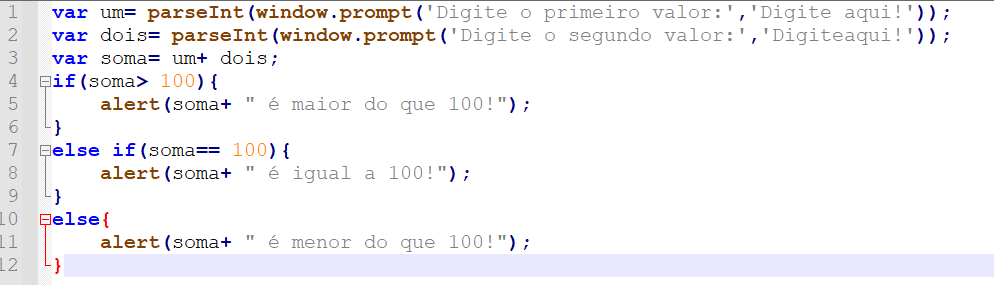 1 var um= parseInt(window.prompt('Digite o primeiro valor:','Digite aqui!'));
2 var dois= parseInt(window.prompt('Digite o segundo valor:','Digiteaqui!'));
3 var soma= um+ dois;
4 if(soma> 100){
5 alert(soma+ " é maior do que 100!");
6 }
7 else if(soma== 100){
8 alert(soma+ " é igual a 100!");
9 }
10 else{
11 alert(soma+ " é menor do que 100!");
12 }